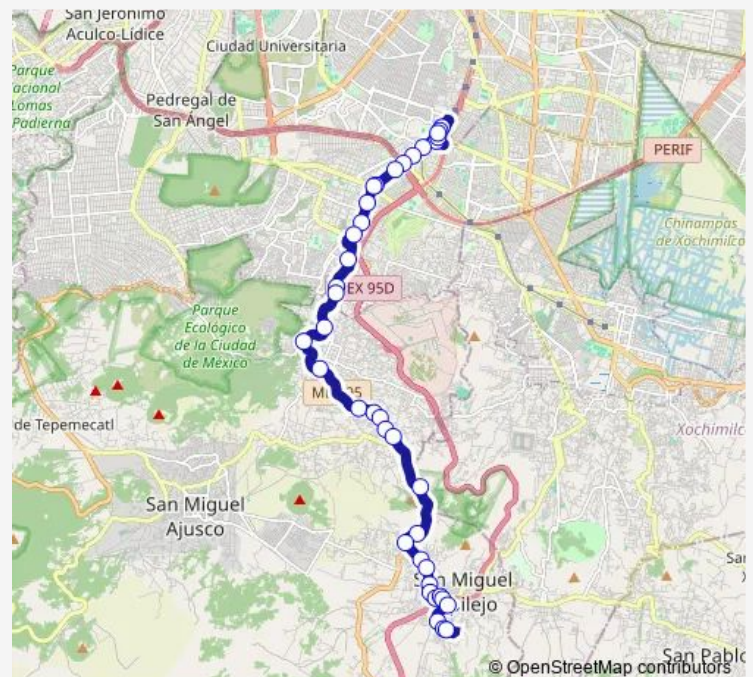 San Jerónimo
Aculco-Lídice
Ciudad Universitaria
Parque
acional
Lomas
Padierna
Pedregal de
San Ángel
PERIF
Chinampas
de Xochimilco
EX 95D
Parque
Ecológico
de la Ciudad
de México
de Tepemecatl
Xochimilc
San Miguel
Ajusco
San Miguel
ilejo
San Pablo
© OpenStreetMap contributors